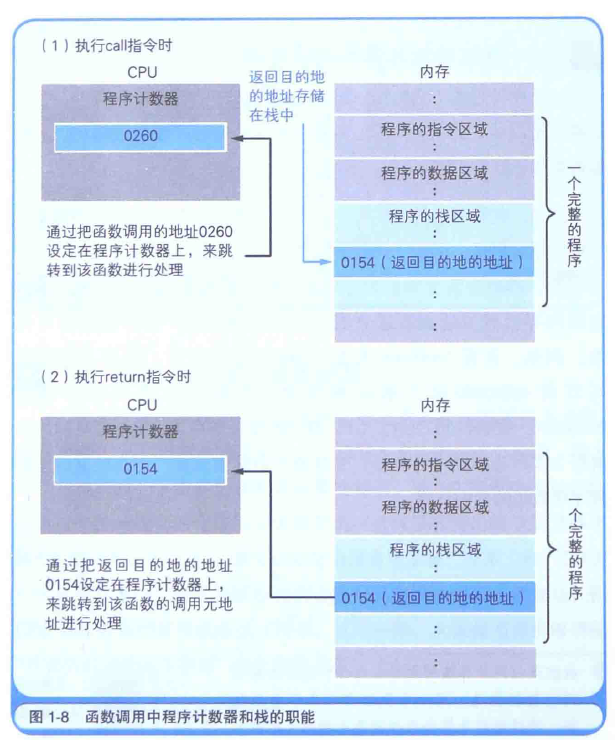 （1）执行call指令时
CPU
程序计数器
0260
通过把函数调用的地址0260
设定在程序计数器上，来跳
转到该函数进行处理
返回目的地
的地址存储
在栈中
内存
:
程序的指令区域
:
程序的数据区域
:
程序的栈区域
:
0154（返回目的地的地址）
:
:
一个完整的程序
（2）执行return指令时
CPU
程序计数器
0154
通过把返回目的地的地址
0154设定在程序计数器上，
来跳转到该函数的调用元地
址进行处理
内存
:
程序的指令区域
:
程序的数据区域
:
程序的栈区域
:
0154（返回目的地的地址）
:
:
一个完整的程序
图 1-8 函数调用中程序计数器和栈的职能